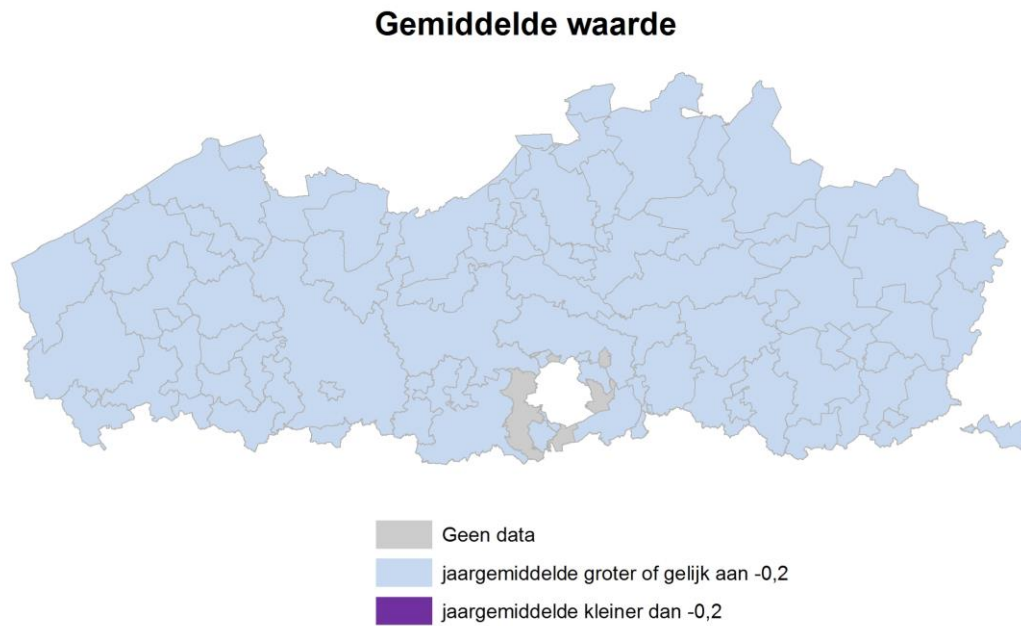 Gemiddelde waarde
Geen data
jaargemiddelde groter of gelijk aan -0,2
jaargemiddelde kleiner dan -0,2